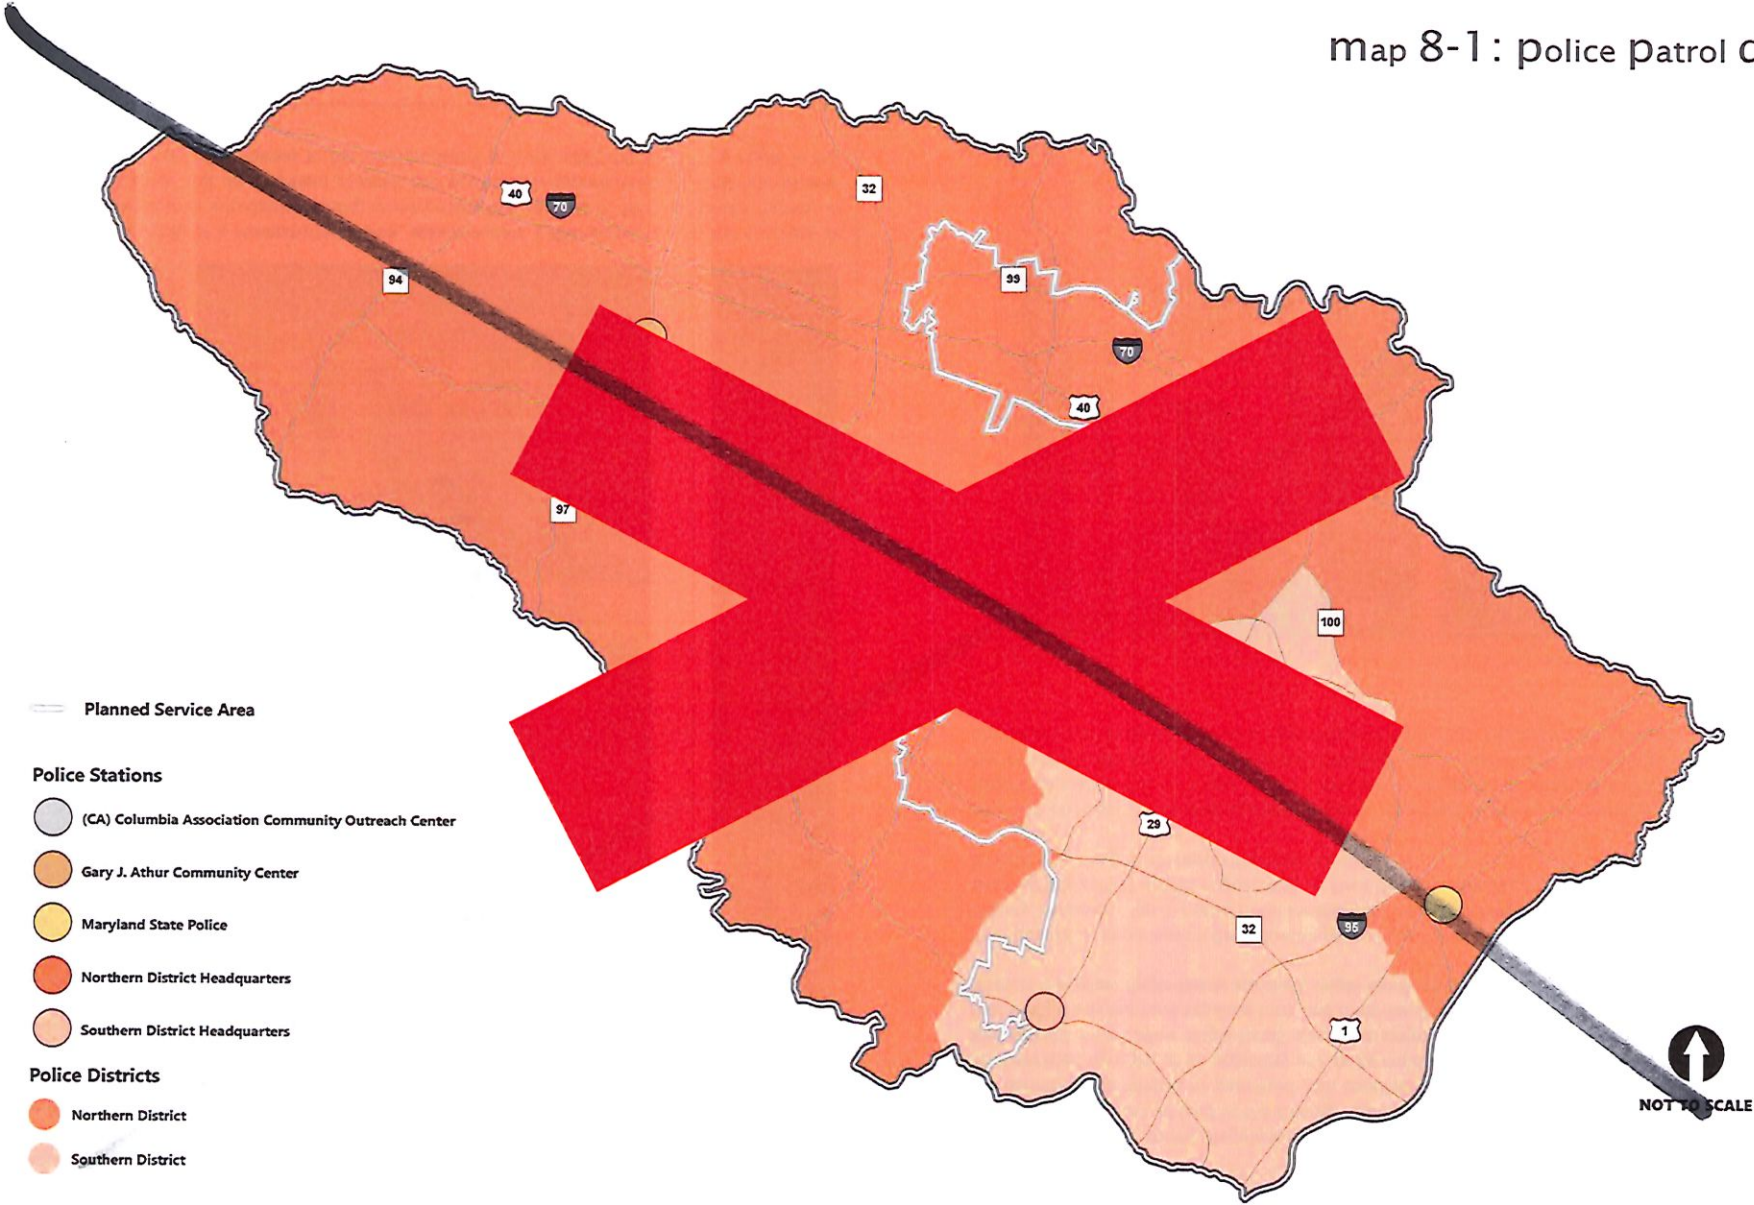 map 8-1: police patrol
40
70
32
94
99
70
40
97
100
Planned Service Area
Police Stations
(CA) Columbia Association Community Outreach Center
29
Gary J. Athur Community Center
Maryland State Police
32
95
Northern District Headquarters
Southern District Headquarters
1
Police Districts
NOT TO SCALE
Northern District
Southern District